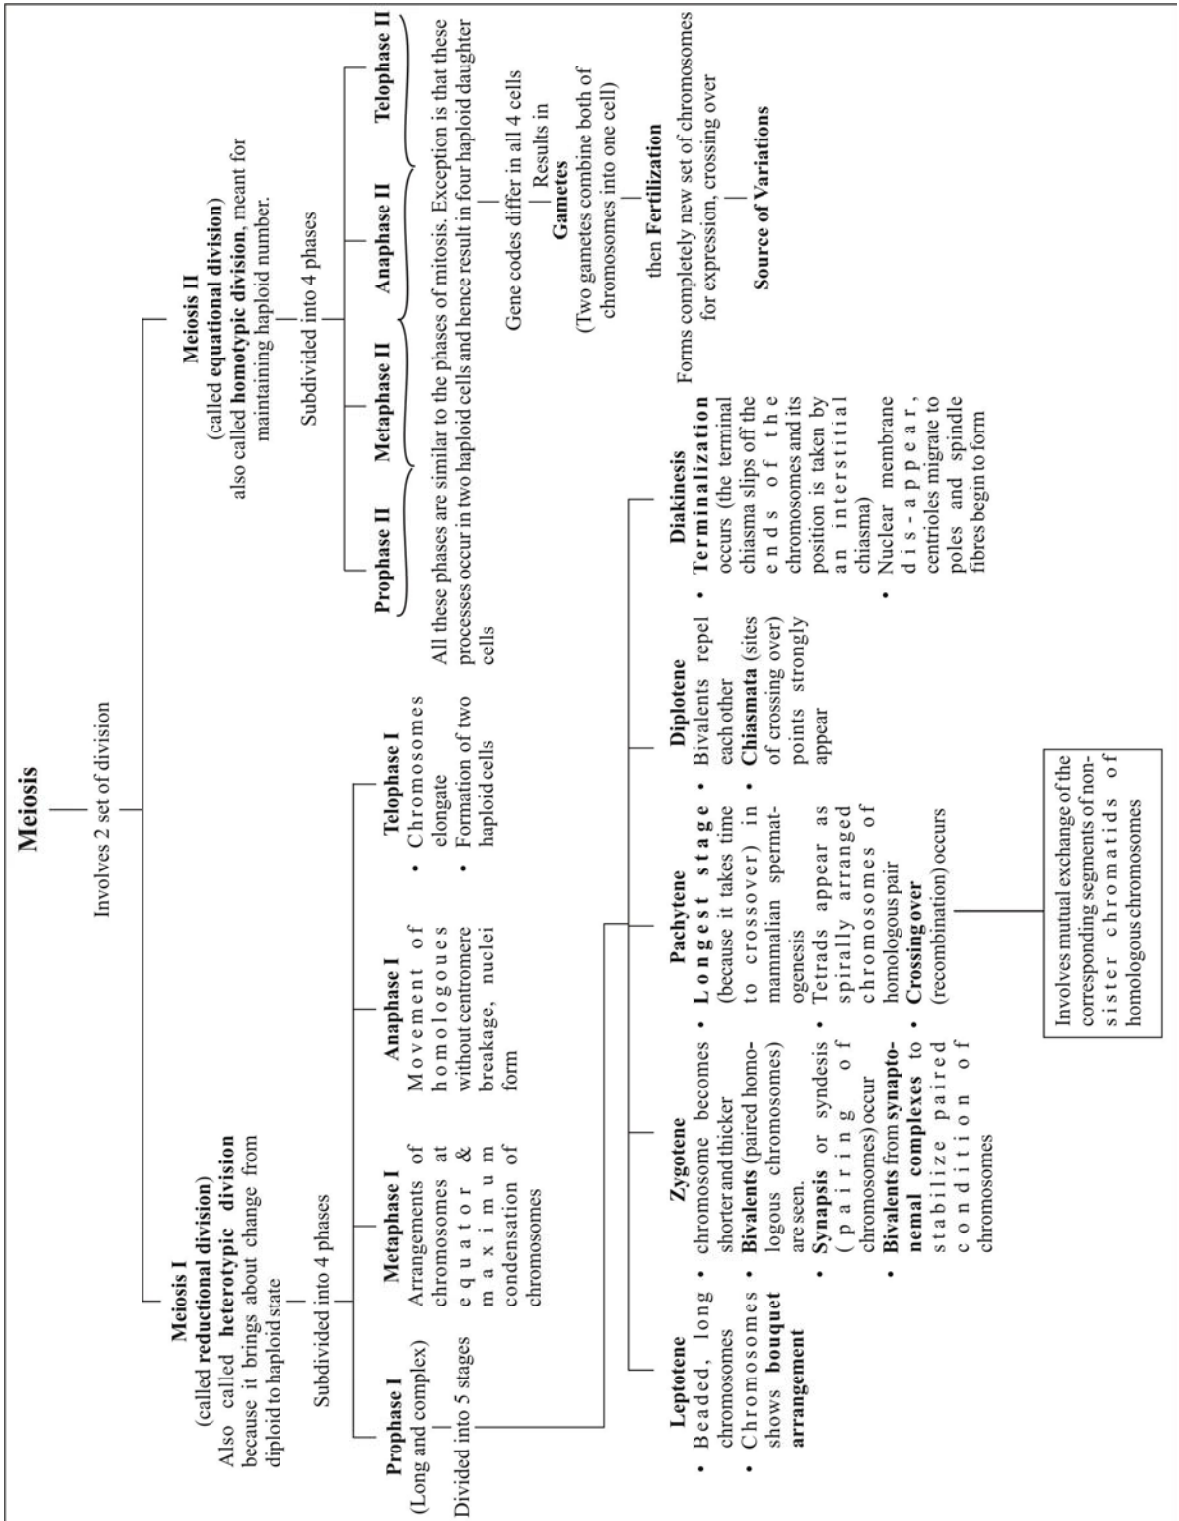 Meiosis
Involves 2 set of division
Meiosis I
(called reductional division)
Also called heterotypic division
because it brings about change from
diploid to haploid state
Subdivided into 4 phases
Prophase I
(Long and complex)
Divided into 5 stages
Metaphase I
Arrangements of
chromosomes at
equator &
maximum
condensation of
chromosomes
Anaphase I
Movement of
homologous
without centromere
breakage, nuclei
form
Telophase I
• Chromosomes
elongate
• Formation of two
haploid cells
Meiosis II
(called equational division)
also called homotypic division, meant for
maintaining haploid number.
Subdivided into 4 phases
Prophase II
Metaphase II
Anaphase II
Telophase II
All these phases are similar to the phases of mitosis. Exception is that these
processes occur in two haploid cells and hence result in four haploid daughter
cells
Gene codes differ in all 4 cells
Results in
Gametes
(Two gametes combine both of
chromosomes into one cell)
then Fertilization
Forms completely new set of chromosomes
for expression, crossing over
Source of Variations
Leptotene
• Beaded, long
chromosomes
• Chromosomes
shows bouquet
arrangement
Zygotene
• chromosome becomes
shorter and thicker
• Bivalents (paired homo-
logous chromosomes)
are seen.
• Synapsis or syndesis
(pairing of
chromosomes) occur
• Bivalents from synapto-
nemal complexes to
stabilize paired
condition of
chromosomes
Pachytene
• Longest stage
(because it takes time
to crossover) in
mammalian spermat-
ogenesis
• Tetrads appear as
spirally arranged
chromosomes of
homologous pair
• Crossing over
(recombination) occurs
Involves mutual exchange of the
corresponding segments of non-
sister chromatids of
homologous chromosomes
Diplotene
• Bivalents repel
each other
• Chiasmata (sites
of crossing over)
points strongly
appear
Diakinesis
• Terminalization
occurs (the terminal
chiasma slips off the
ends of the
chromosomes and its
position is taken by
an interstitial
chiasma)
• Nuclear membrane
dis-appear,
centrioles migrate to
poles and spindle
fibres begin to form